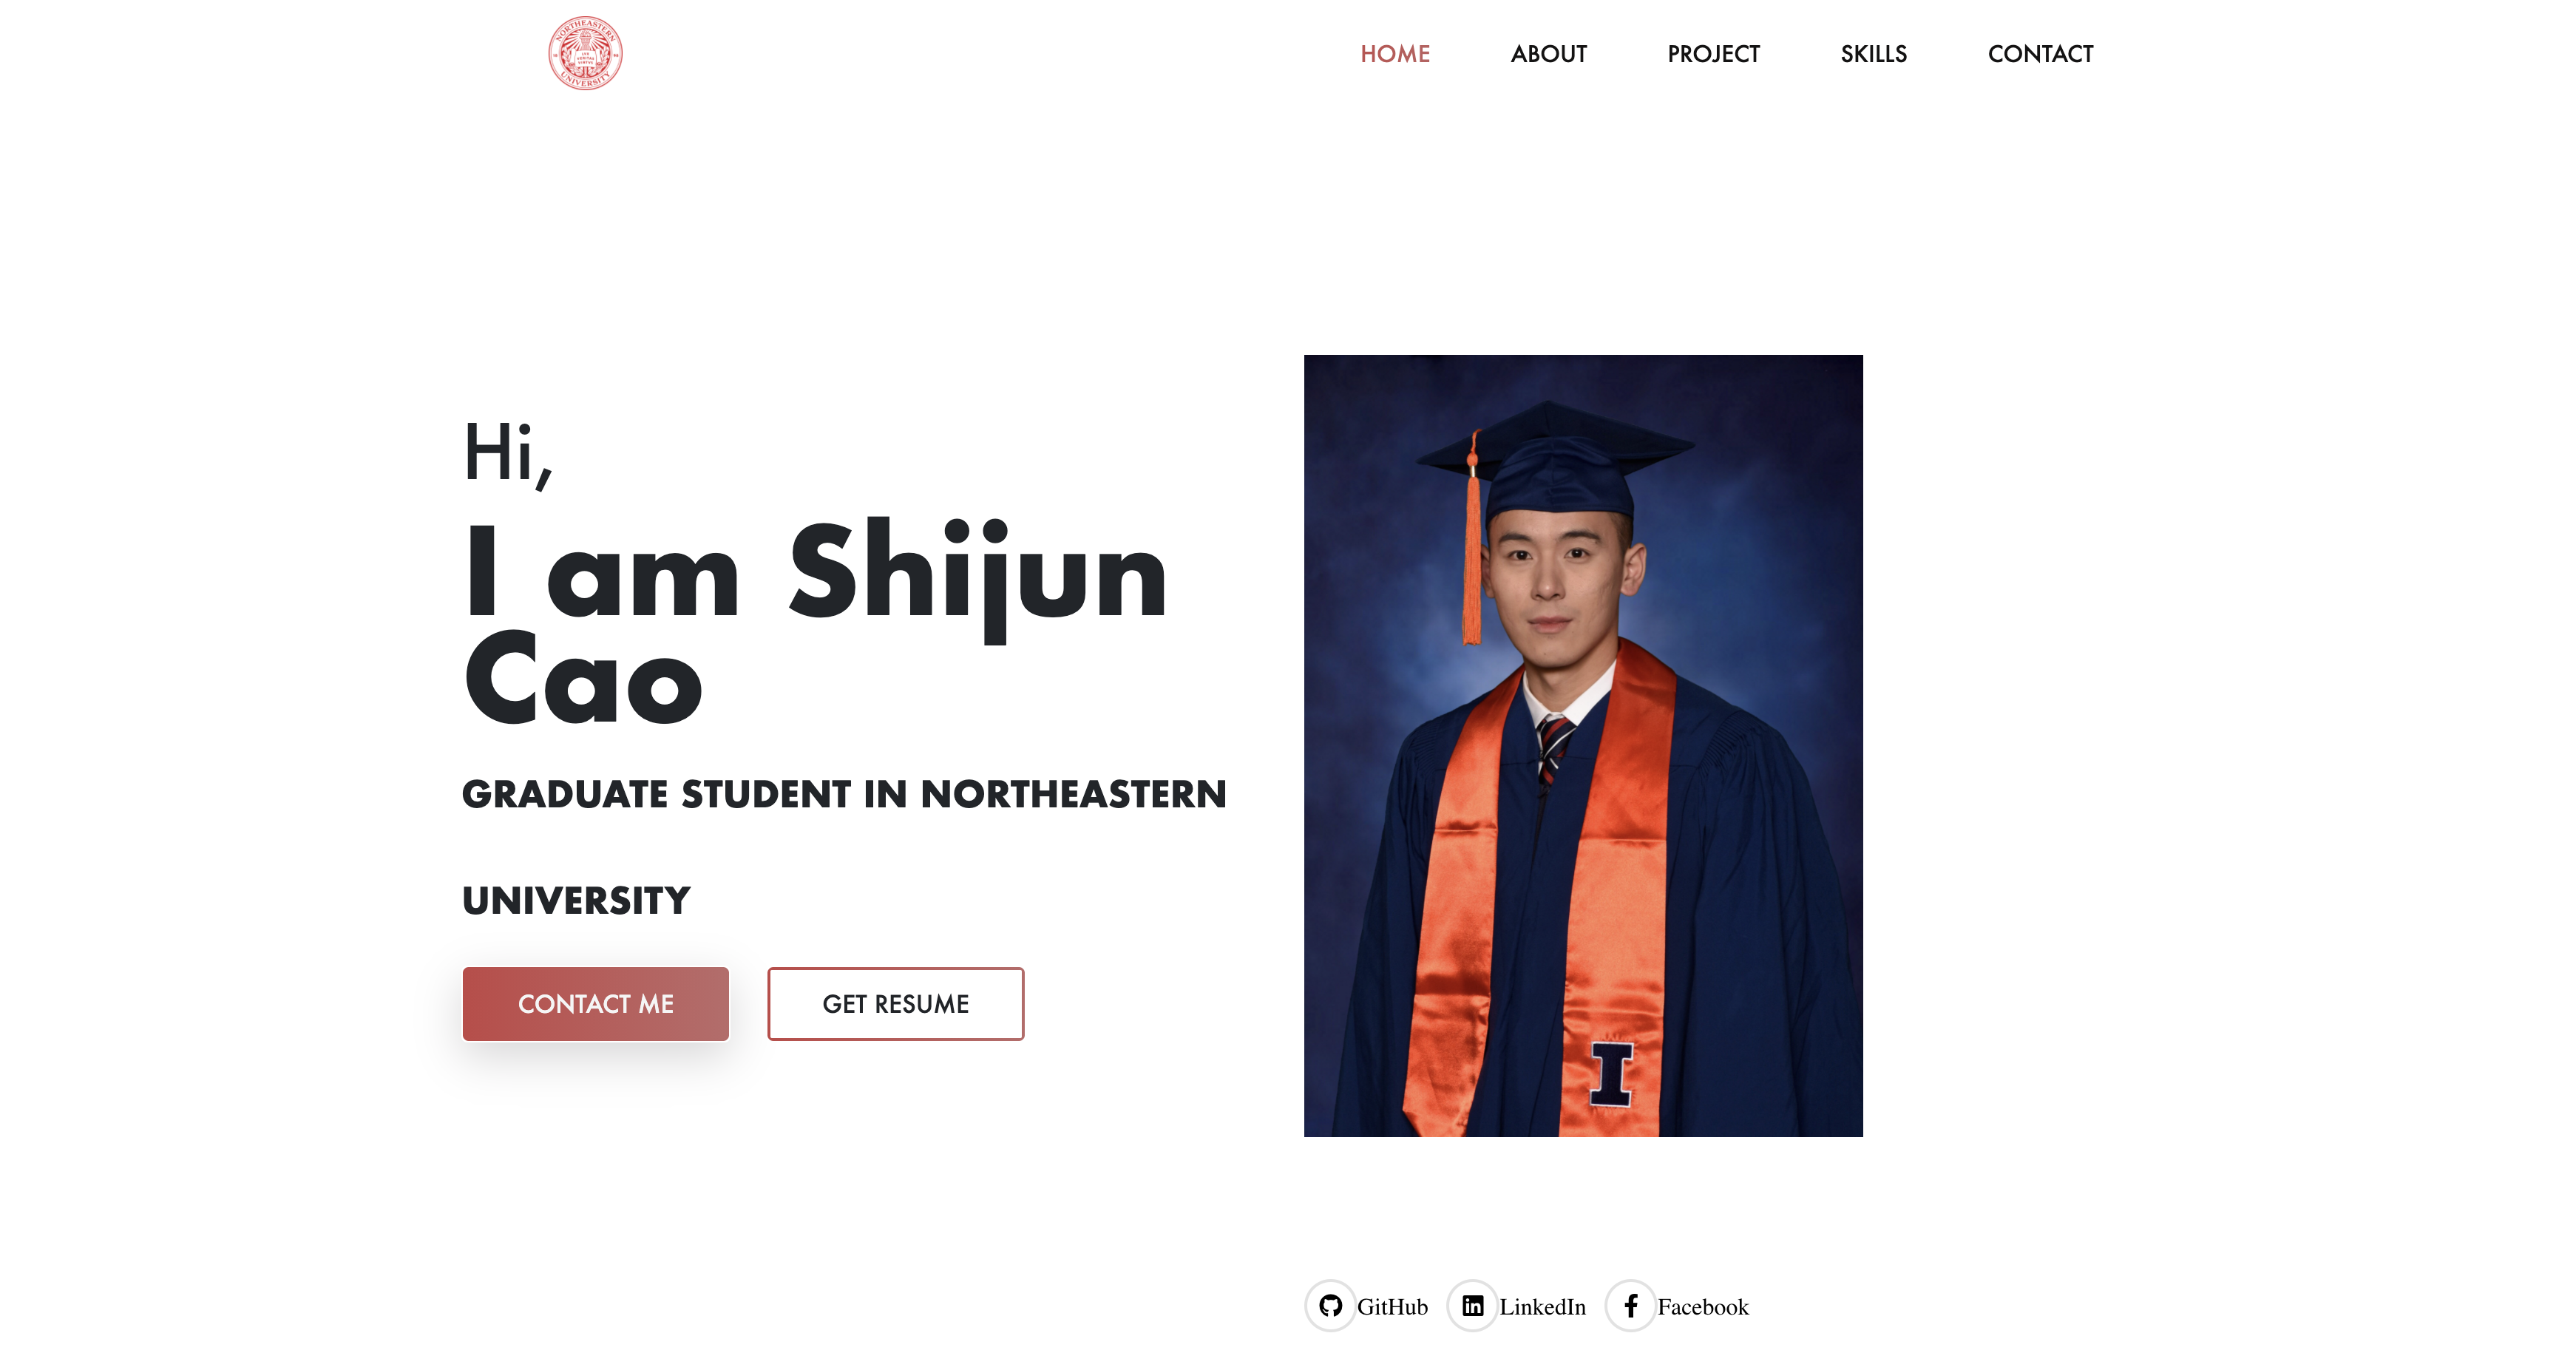 NORTHEASTERN
UNIVERSITY
HOME
ABOUT
PROJECT
SKILLS
CONTACT
Hi,
I am Shijun
Cao
GRADUATE STUDENT IN NORTHEASTERN
UNIVERSITY
CONTACT ME
GET RESUME
I
GitHub
LinkedIn
Facebook